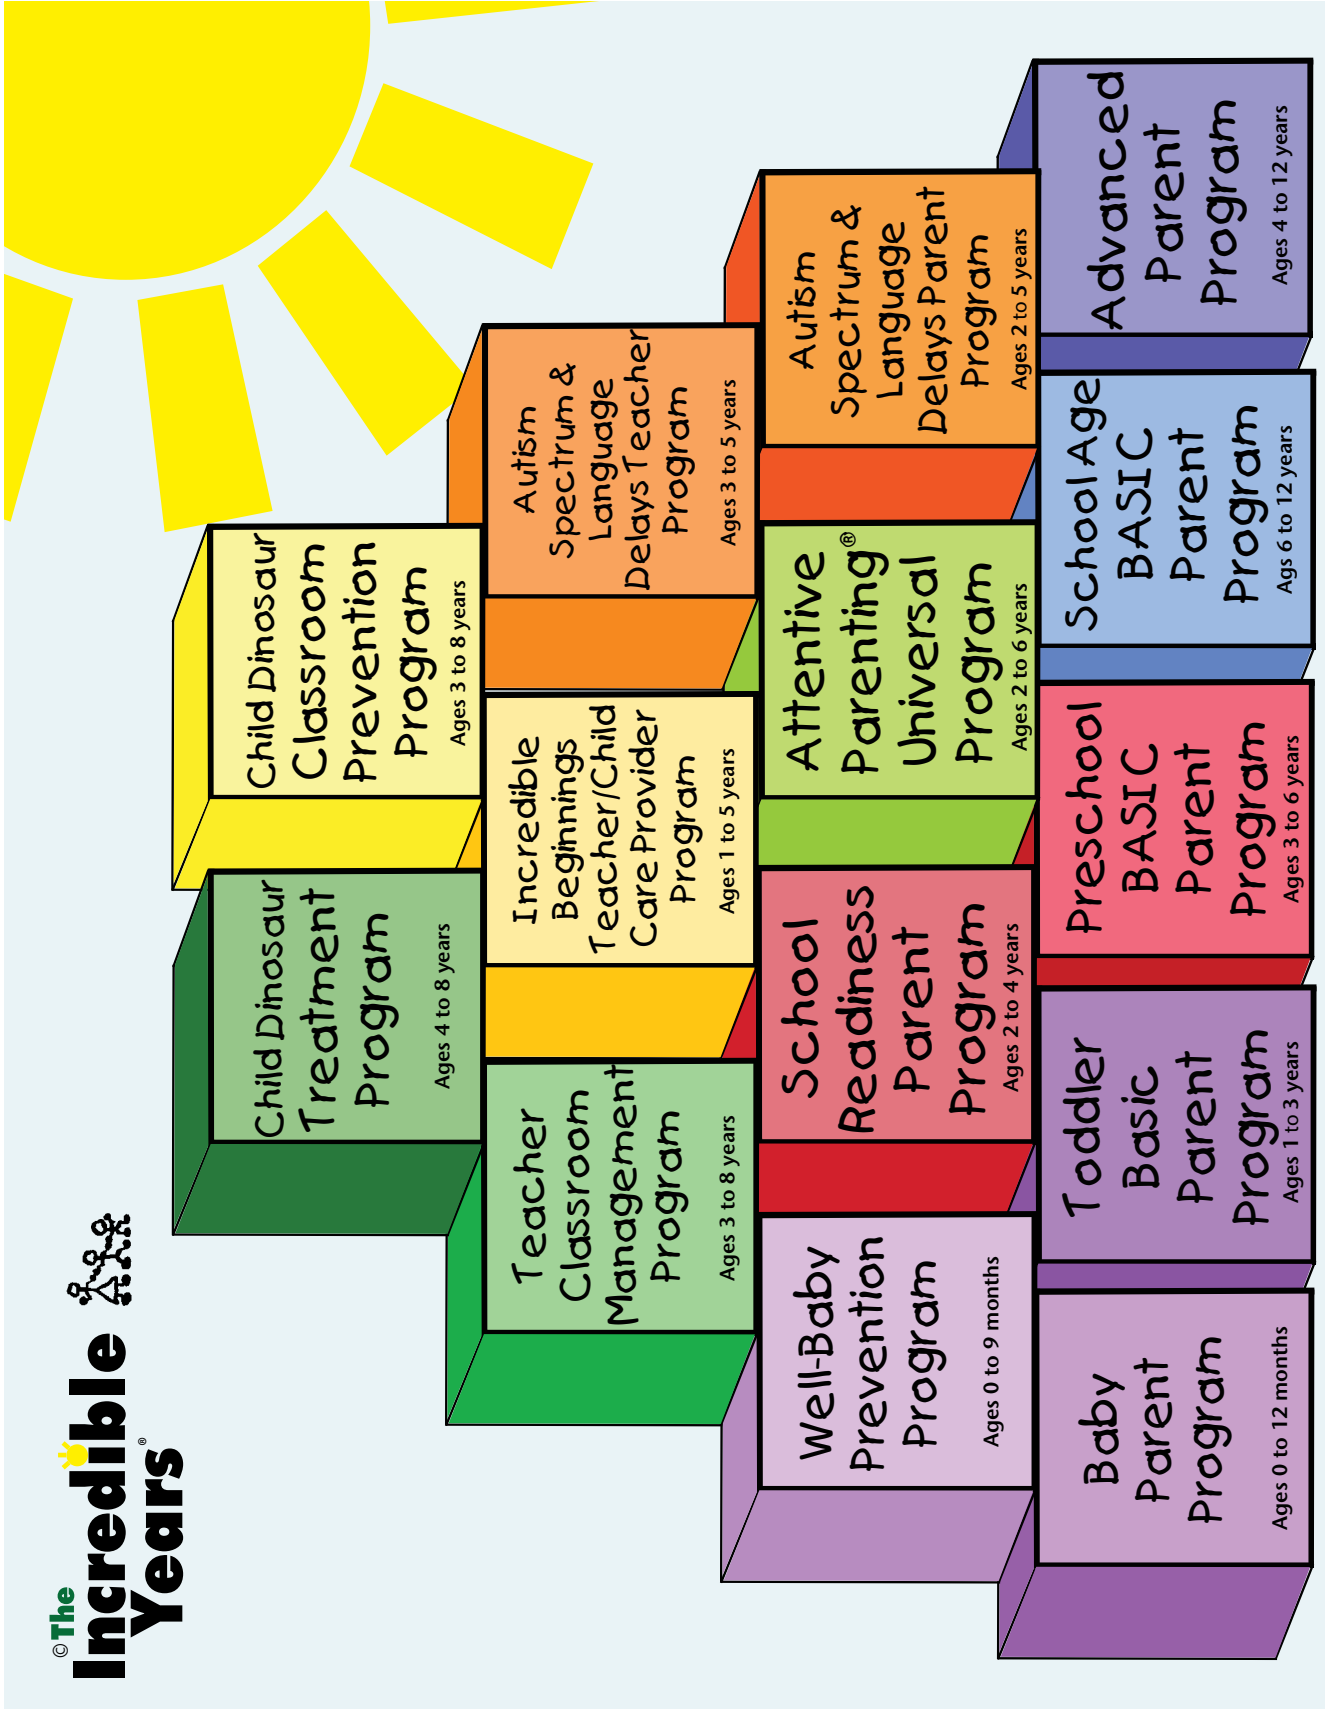 © The
Incredible
Years®
Child Dinosaur
Treatment
Program
Ages 4 to 8 years
Child Dinosaur
Classroom
Prevention
Program
Ages 3 to 8 years
Teacher
Classroom
Management
Program
Ages 3 to 8 years
Incredible
Beginnings
Teacher/Child
Care Provider
Program
Ages 1 to 5 years
Autism
Spectrum &
Language
Delays Teacher
Program
Ages 3 to 5 years
Well-Baby
Prevention
Program
Ages 0 to 9 months
School
Readiness
Parent
Program
Ages 2 to 4 years
Attentive
Parenting®
Universal
Program
Ages 2 to 6 years
Autism
Spectrum &
Language
Delays Parent
Program
Ages 2 to 5 years
Baby
Parent
Program
Ages 0 to 12 months
Toddler
Basic
Parent
Program
Ages 1 to 3 years
Preschool
BASIC
Parent
Program
Ages 3 to 6 years
School Age
BASIC
Parent
Program
Ags 6 to 12 years
Advanced
Parent
Program
Ages 4 to 12 years